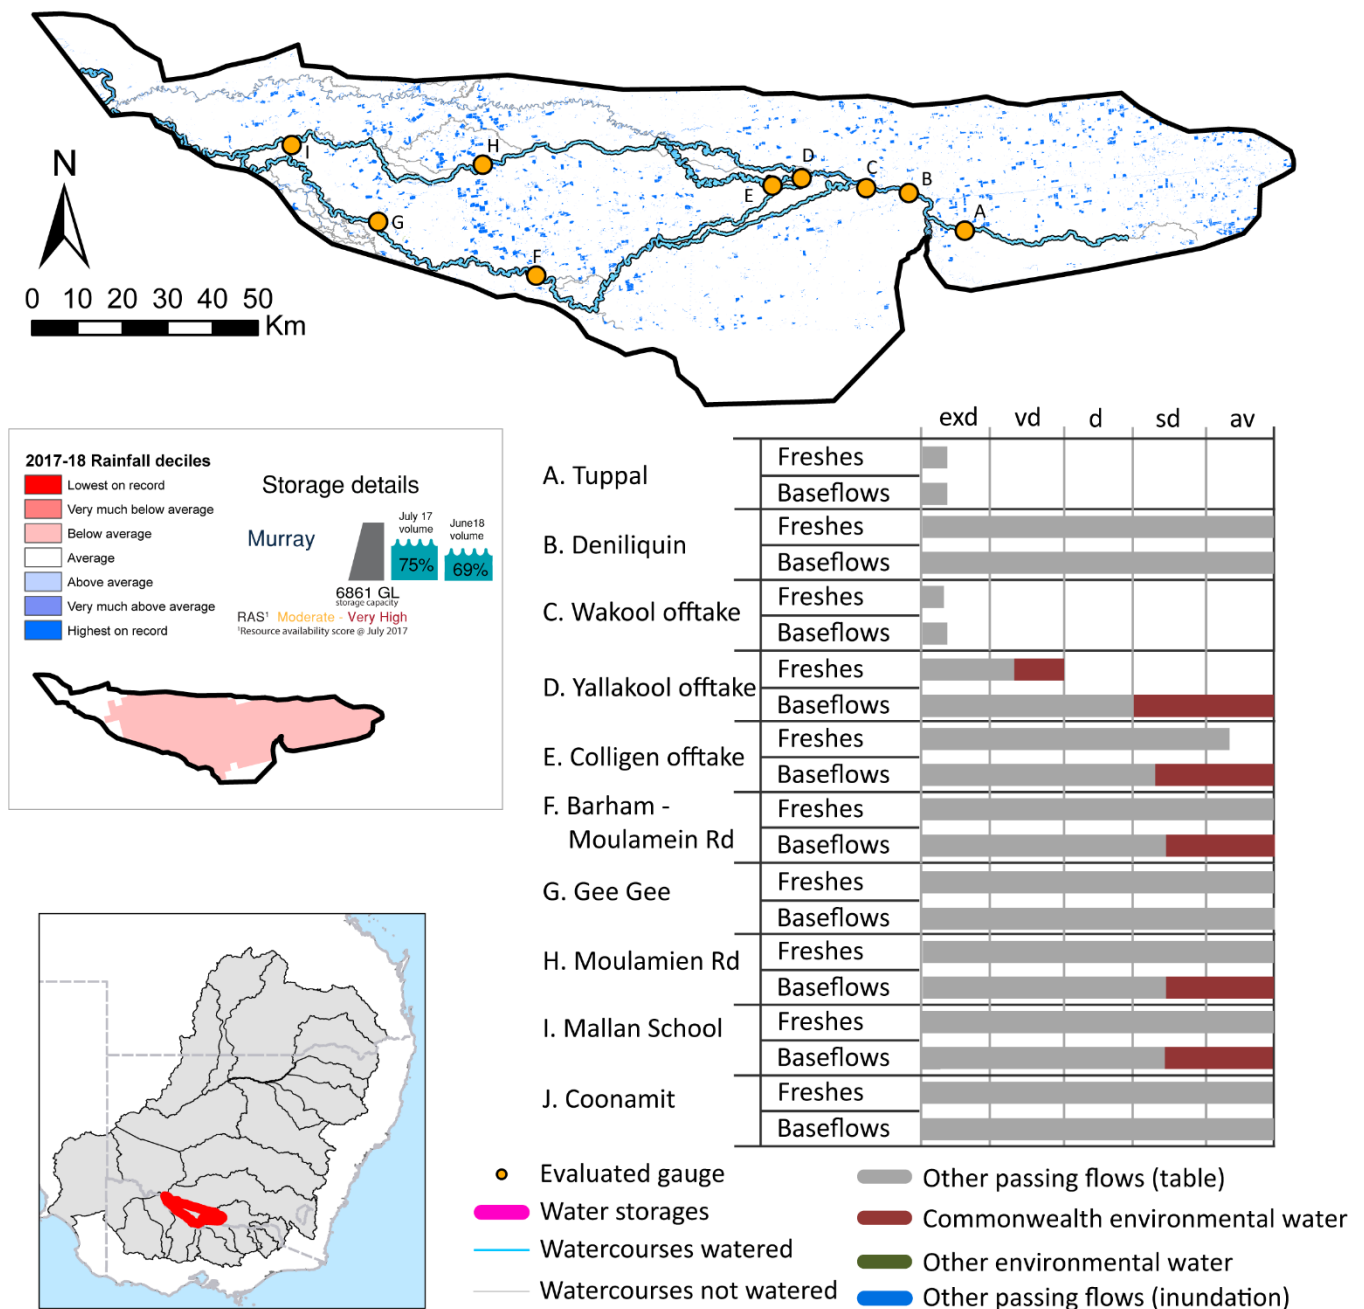 I
H
D
C
B
E
A
G
F
N
0 10 20 30 40 50
Km
2017-18 Rainfall deciles
Lowest on record
Very much below average
Below average
Average
Above average
Very much above average
Highest on record
Storage details
Murray
July 17
volume
June18
volume
75%
69%
6861 GL
storage capacity
RAS¹ Moderate - Very High
¹Resource availability score @ July 2017
exd vd d sd av
A. Tuppal
Freshes
Baseflows
B. Deniliquin
Freshes
Baseflows
C. Wakool offtake
Freshes
Baseflows
D. Yallakool offtake
Freshes
Baseflows
E. Colligen offtake
Freshes
Baseflows
F. Barham -
Moulamein Rd
Freshes
Baseflows
G. Gee Gee
Freshes
Baseflows
H. Moulamien Rd
Freshes
Baseflows
I. Mallan School
Freshes
Baseflows
J. Coonamit
Freshes
Baseflows
Evaluated gauge
Water storages
Watercourses watered
Watercourses not watered
Other passing flows (table)
Commonwealth environmental water
Other environmental water
Other passing flows (inundation)